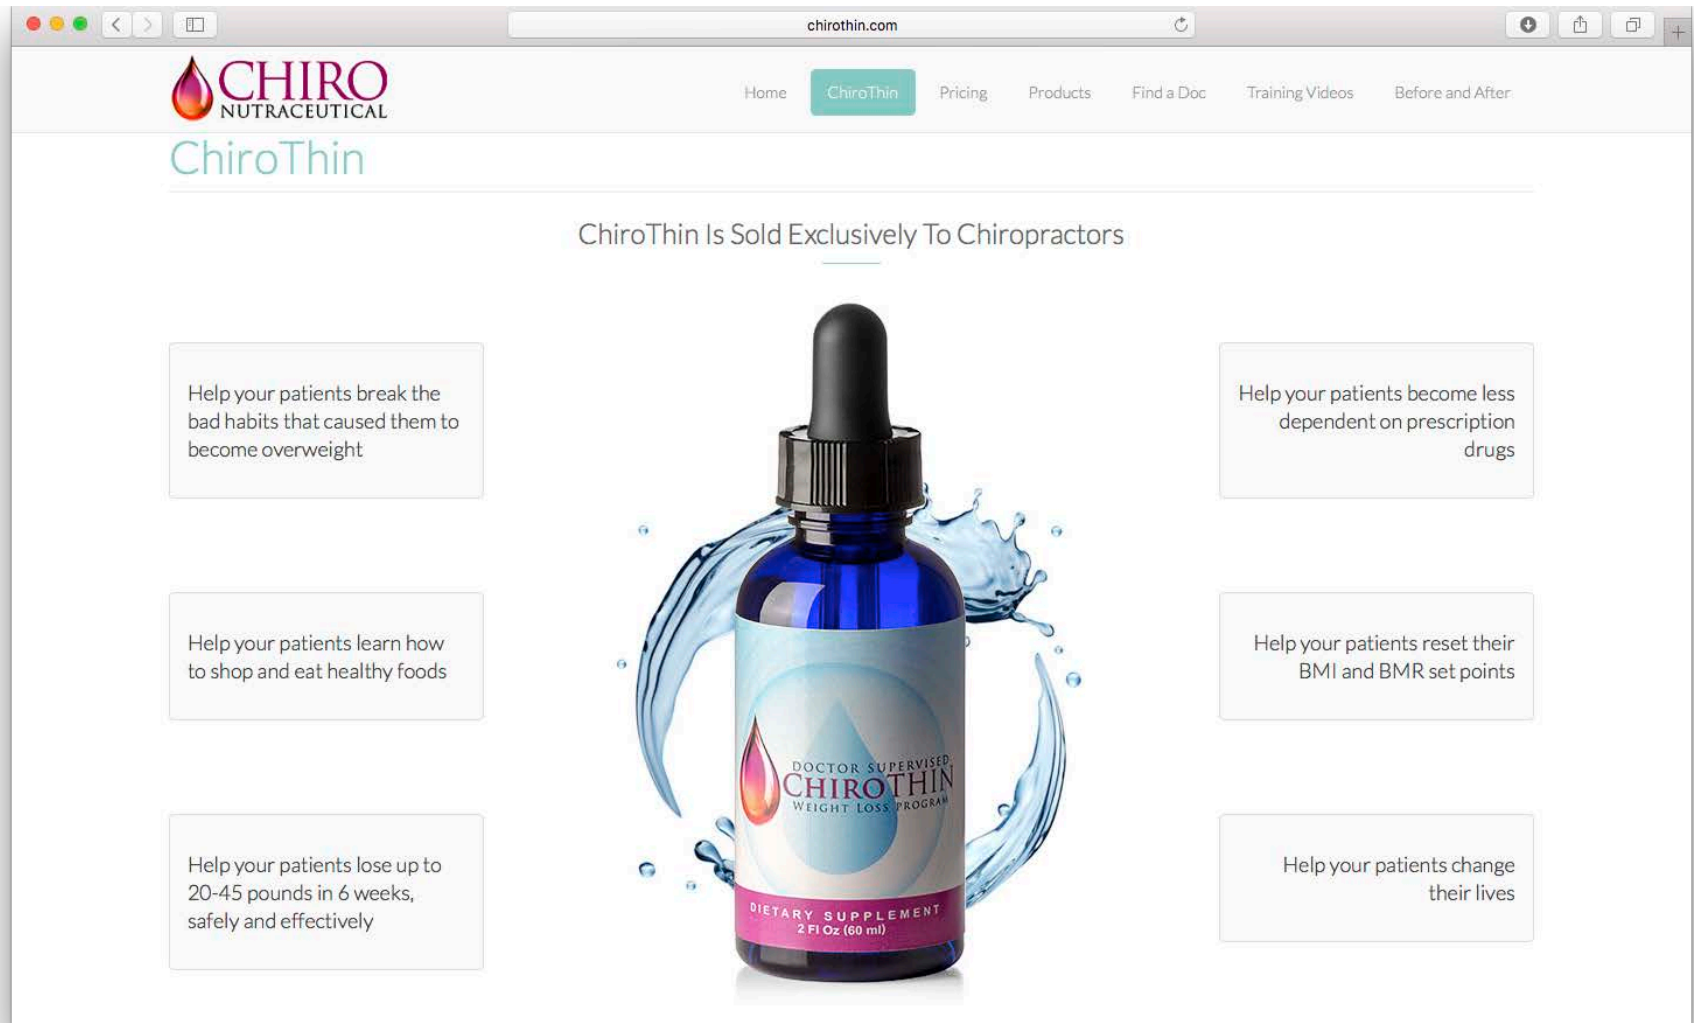 chirothin.com
CHIRO
NUTRACEUTICAL
Home ChiroThin Pricing Products Find a Doc Training Videos Before and After
ChiroThin
ChiroThin Is Sold Exclusively To Chiropractors
Help your patients break the
bad habits that caused them to
become overweight
Help your patients become less
dependent on prescription
drugs
Help your patients learn how
to shop and eat healthy foods
Help your patients reset their
BMI and BMR set points
Help your patients lose up to
20-45 pounds in 6 weeks,
safely and effectively
Help your patients change
their lives
DOCTOR SUPERVISED
CHIROTHIN
WEIGHT LOSS PROGRAM
DIETARY SUPPLEMENT
2 Fl Oz (60 ml)